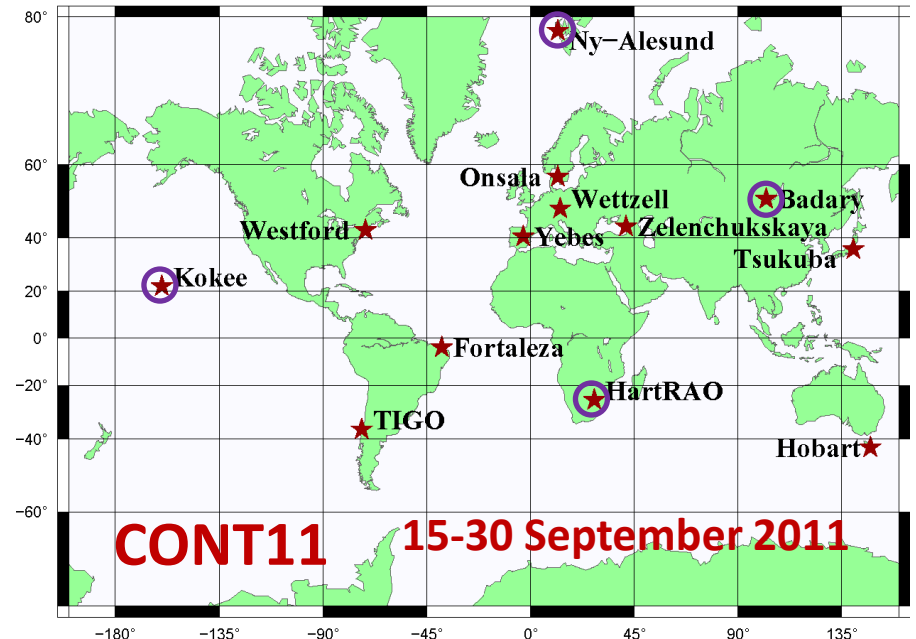 80°
Ny−Alesund
60°
Onsala
Wettzell
Badary
Westford
Yebes
Zelenchukskaya
40°
Tsukuba
Kokee
20°
0°
Fortaleza
−20°
HartRAO
TIGO
−40°
Hobart
−60°
CONT11
15-30 September 2011
−180°
−135°
−90°
−45°
0°
45°
90°
135°